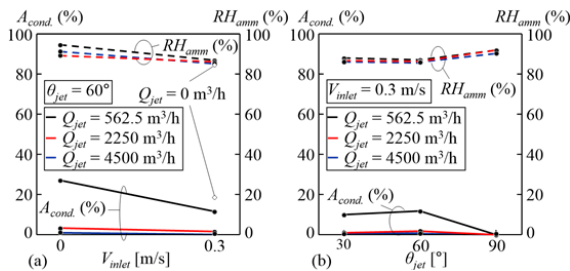 A_cond. (%) RH_amm (%)
100 100
80 80
60 60
40 40
20 20
0 0
RH_amm (%)
θ_jet = 60°
Q_jet = 0 m³/h
Q_jet = 562.5 m³/h
Q_jet = 2250 m³/h
Q_jet = 4500 m³/h
A_cond. (%)
0 0.3
(a) V_inlet [m/s]
A_cond. (%) RH_amm (%)
100 100
80 80
60 60
40 40
20 20
0 0
RH_amm (%)
V_inlet = 0.3 m/s
Q_jet = 562.5 m³/h
Q_jet = 2250 m³/h
Q_jet = 4500 m³/h
A_cond. (%)
30 60 90
(b) θ_jet [°]